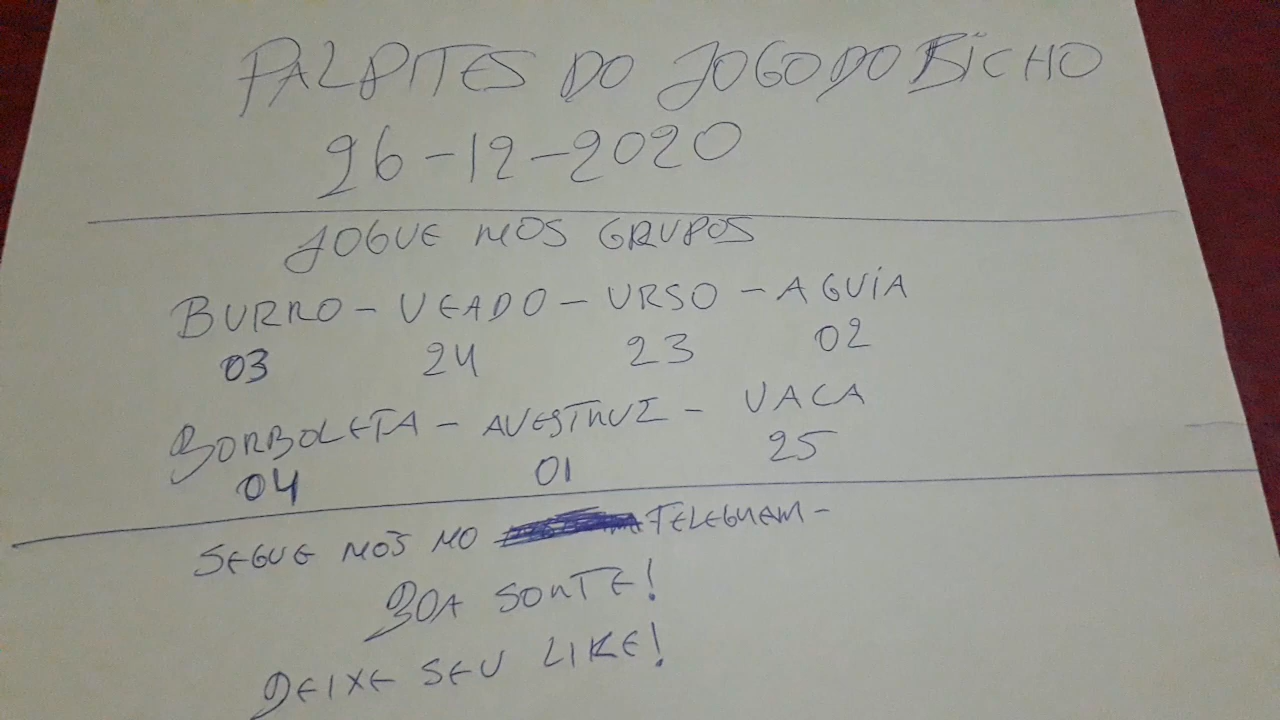 PALPITES DO JOGO DO BICHO
26-12-2020
JOGUE NOS GRUPOS
BURRO - VEADO - URSO - AGUIA
03 24 23 02
BORBOLETA - AVESTRUZ - VACA
04 01 25
SEGUE NOS NO TELEGRAM -
BOA SORTE!
DEIXE SEU LIKE!